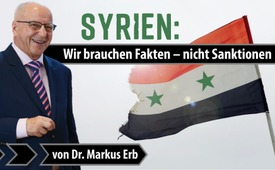 SYRIEN:
Wir brauchen Fakten – nicht Sanktionen
von Dr. Markus Erb